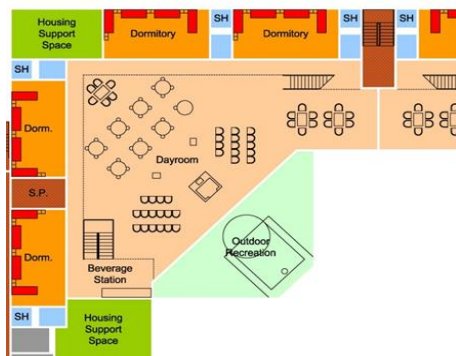 Housing
Support
Space
SH
Dormitory
SH
Dormitory
SH
SH
SH
Dorm.
Dayroom
S.P.
Dorm.
Outdoor
Recreation
Beverage
Station
SH
Housing
Support
Space